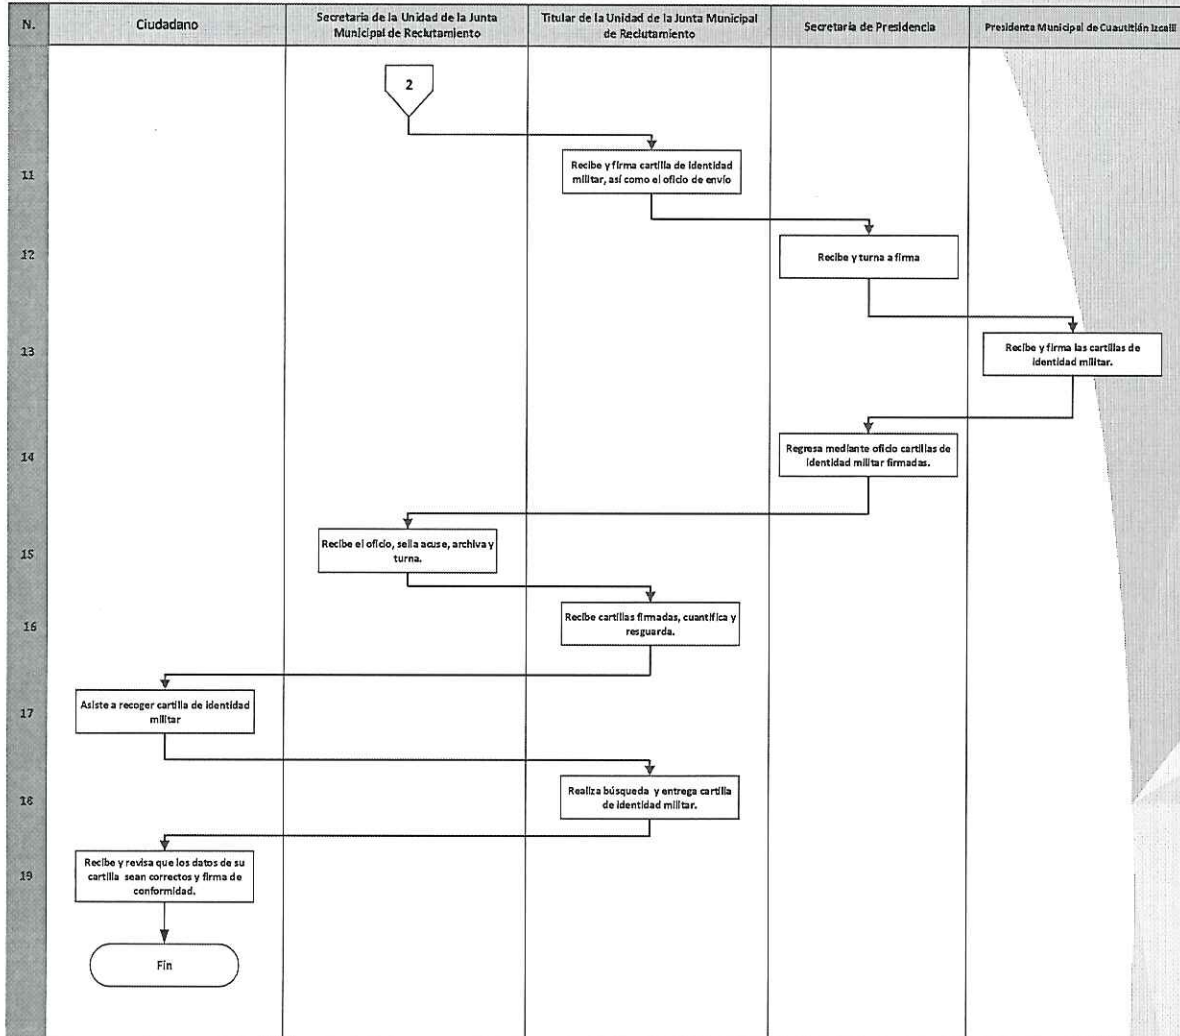 N.
Ciudadano
Secretaria de la Unidad de la Junta
Municipal de Reclutamiento
Titular de la Unidad de la Junta Municipal
de Reclutamiento
Secretaria de Presidencia
Presidenta Municipal de Cuautitlán Izcalli
2
11
Recibe y firma cartilla de identidad
militar, así como el oficio de envío
12
Recibe y turna a firma
13
Recibe y firma las cartillas de
identidad militar.
14
Regresa mediante oficio cartillas de
identidad militar firmadas.
15
Recibe el oficio, sella acuse, archiva y
turna.
16
Recibe cartillas firmadas, cuantifica y
resguarda.
17
Asiste a recoger cartilla de identidad
militar
18
Realiza búsqueda y entrega cartilla
de identidad militar.
19
Recibe y revisa que los datos de su
cartilla sean correctos y firma de
conformidad.
Fin